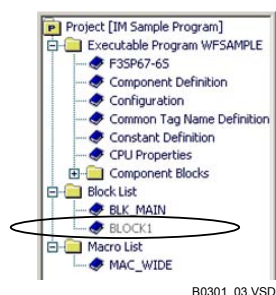 P Project [IM Sample Program]
Executable Program WFSAMPLE
F3SP67-6S
Component Definition
Configuration
Common Tag Name Definition
Constant Definition
CPU Properties
Component Blocks
Block List
BLK_MAIN
BLOCK1
Macro List
MAC_WIDE
B0301_03.VSD